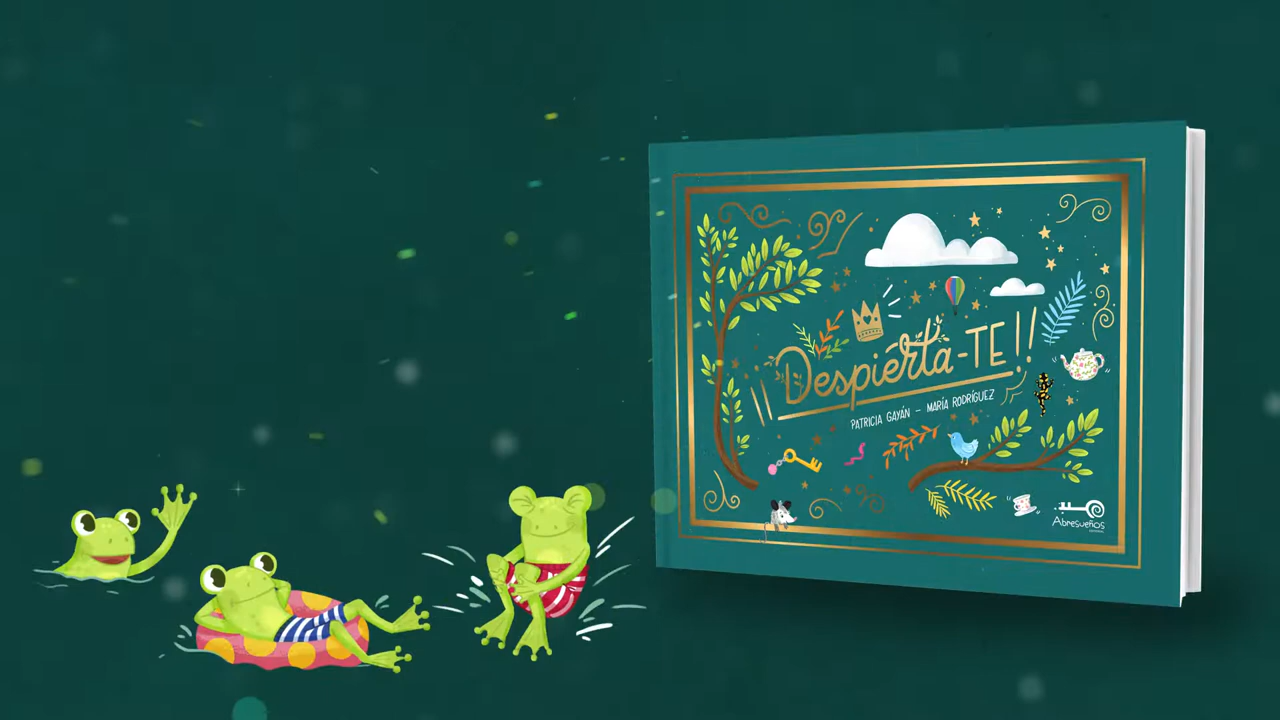 ¡¡Despierta-TE!!
PATRICIA GAYÁN – MARÍA RODRÍGUEZ
Abresueños